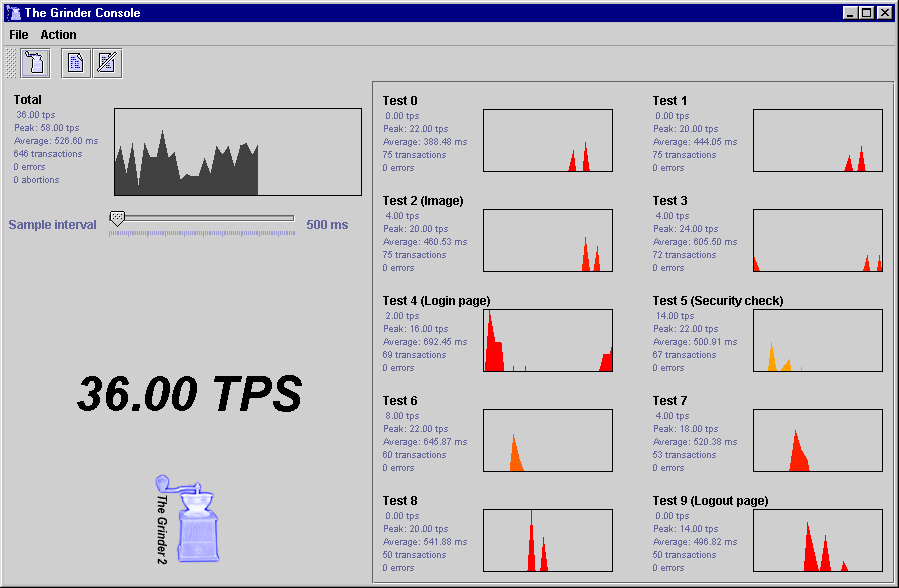 The Grinder Console
File Action
Total
36.00 tps
Peak: 58.00 tps
Average: 526.60 ms
646 transactions
0 errors
0 abortions
Sample interval 500 ms
36.00 TPS
The Grinder 2
Test 0
0.00 tps
Peak: 22.00 tps
Average: 388.48 ms
75 transactions
0 errors
Test 1
0.00 tps
Peak: 20.00 tps
Average: 444.05 ms
75 transactions
0 errors
Test 2 (Image)
4.00 tps
Peak: 20.00 tps
Average: 460.53 ms
75 transactions
0 errors
Test 3
4.00 tps
Peak: 24.00 tps
Average: 605.50 ms
72 transactions
0 errors
Test 4 (Login page)
2.00 tps
Peak: 16.00 tps
Average: 692.45 ms
69 transactions
0 errors
Test 5 (Security check)
14.00 tps
Peak: 22.00 tps
Average: 500.91 ms
67 transactions
0 errors
Test 6
8.00 tps
Peak: 22.00 tps
Average: 645.87 ms
60 transactions
0 errors
Test 7
4.00 tps
Peak: 18.00 tps
Average: 520.38 ms
53 transactions
0 errors
Test 8
0.00 tps
Peak: 20.00 tps
Average: 541.88 ms
50 transactions
0 errors
Test 9 (Logout page)
0.00 tps
Peak: 14.00 tps
Average: 496.82 ms
50 transactions
0 errors